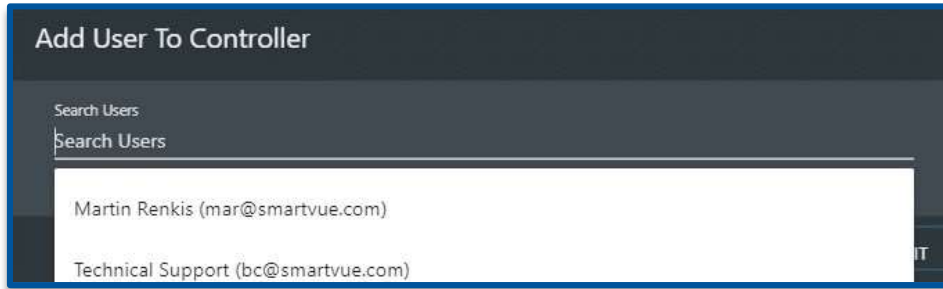 Add User To Controller
Search Users
Search Users
Martin Renkis (mar@smartvue.com)
Technical Support (bc@smartvue.com)